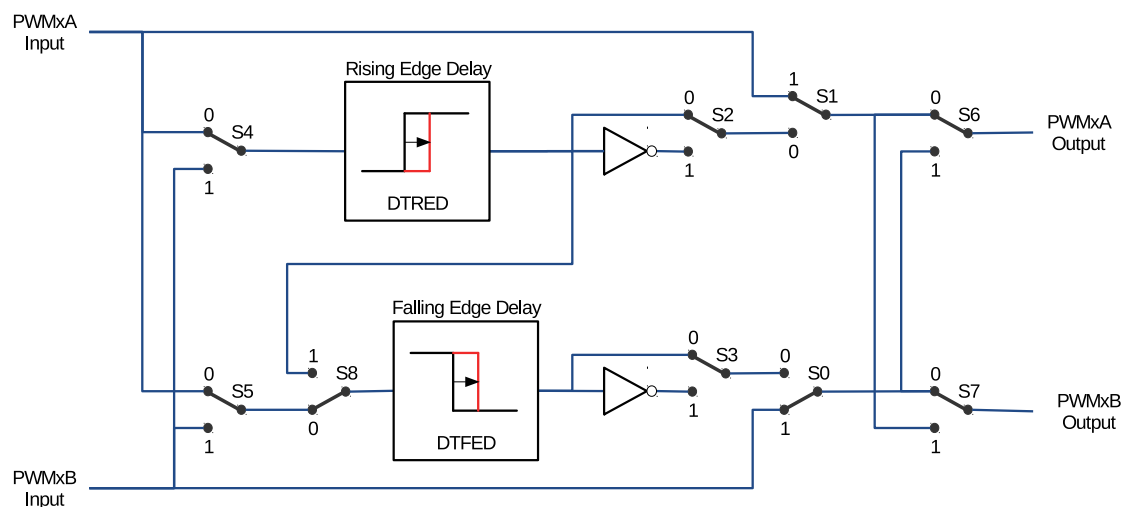 PWMxA
Input
Rising Edge Delay
DTRED
0
S4
1
0
S2
1
1
S1
0
0
S6
1
PWMxA
Output
Falling Edge Delay
DTFED
0
S5
1
1
S8
0
0
S3
1
0
S0
1
0
S7
1
PWMxB
Output
PWMxB
Input